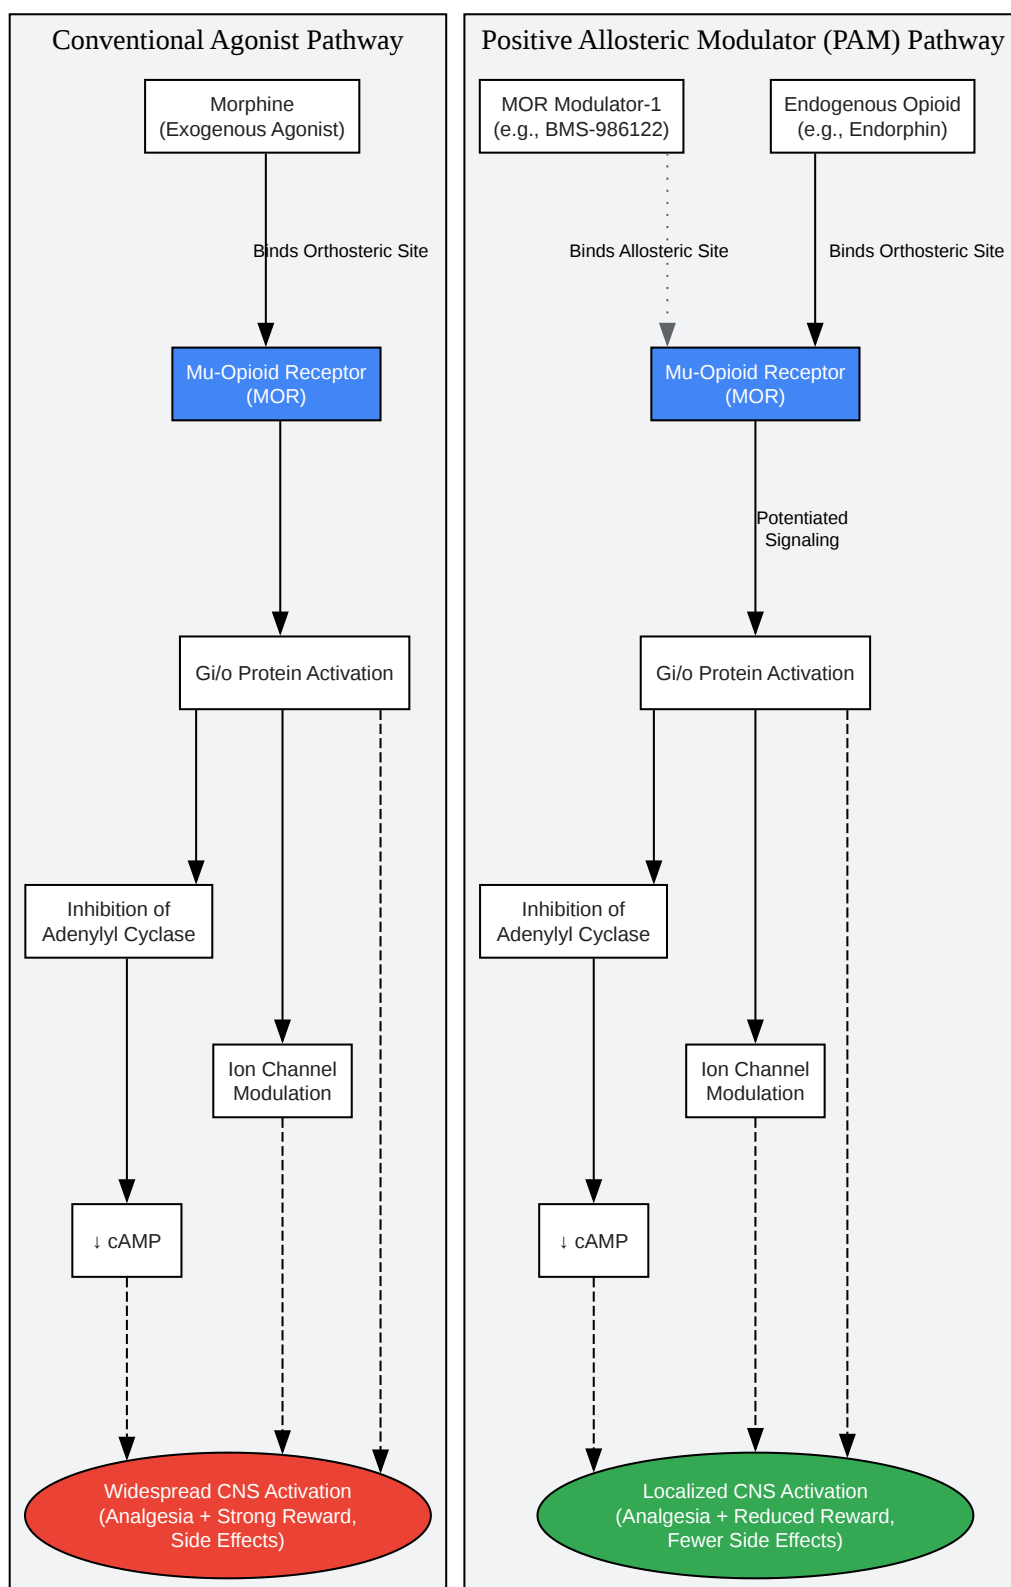 Conventional Agonist Pathway
Morphine
(Exogenous Agonist)
Binds Orthosteric Site
Mu-Opioid Receptor
(MOR)
Gi/o Protein Activation
Inhibition of
Adenylyl Cyclase
Ion Channel
Modulation
↓ cAMP
Widespread CNS Activation
(Analgesia + Strong Reward,
Side Effects)
Positive Allosteric Modulator (PAM) Pathway
MOR Modulator-1
(e.g., BMS-986122)
Endogenous Opioid
(e.g., Endorphin)
Binds Allosteric Site
Binds Orthosteric Site
Mu-Opioid Receptor
(MOR)
Potentiated
Signaling
Gi/o Protein Activation
Inhibition of
Adenylyl Cyclase
Ion Channel
Modulation
↓ cAMP
Localized CNS Activation
(Analgesia + Reduced Reward,
Fewer Side Effects)